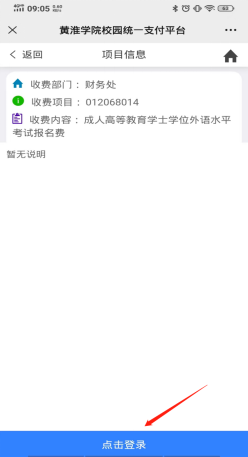 09:05
黄淮学院校园统一支付平台
返回 项目信息
收费部门：财务处
收费项目：012068014
收费内容：成人高等教育学士学位外语水平
考试报名费
暂无说明
点击登录